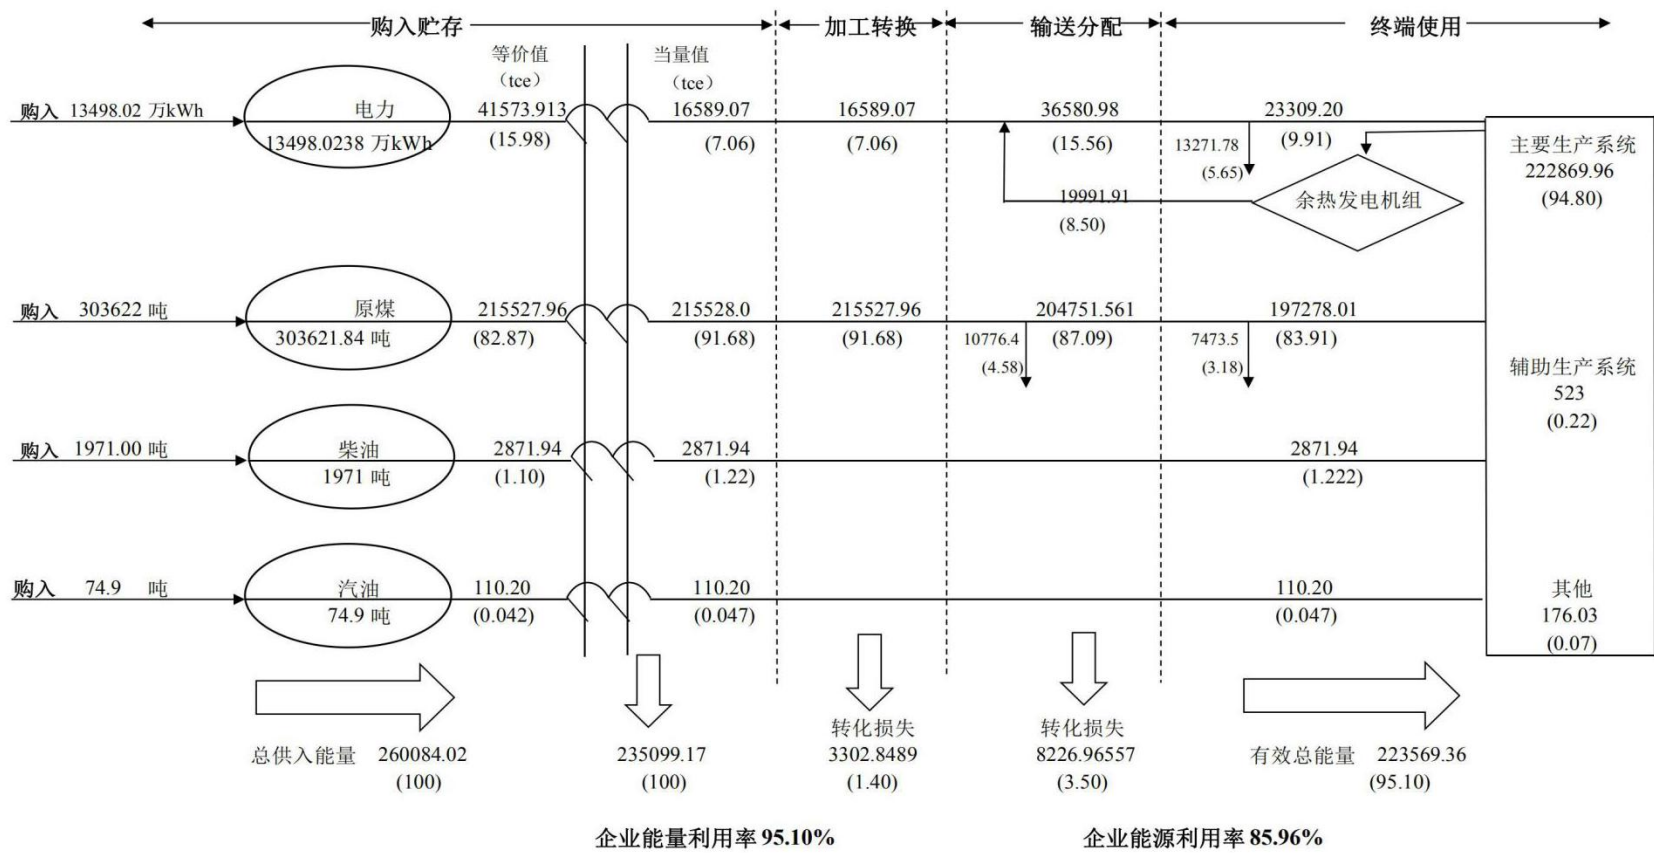 购入贮存
加工转换
输送分配
终端使用
等价值
（tce）
当量值
（tce）
购入 13498.02 万kWh
电力
13498.0238 万kWh
41573.913
(15.98)
16589.07
(7.06)
16589.07
(7.06)
36580.98
(15.56)
23309.20
(9.91)
13271.78
(5.65)
19991.91
(8.50)
余热发电机组
主要生产系统
222869.96
(94.80)
购入 303622 吨
原煤
303621.84 吨
215527.96
(82.87)
215528.0
(91.68)
215527.96
(91.68)
204751.561
(87.09)
10776.4
(4.58)
197278.01
(83.91)
7473.5
(3.18)
辅助生产系统
523
(0.22)
购入 1971.00 吨
柴油
1971 吨
2871.94
(1.10)
2871.94
(1.22)
2871.94
(1.222)
购入 74.9 吨
汽油
74.9 吨
110.20
(0.042)
110.20
(0.047)
110.20
(0.047)
其他
176.03
(0.07)
总供入能量 260084.02
(100)
235099.17
(100)
转化损失
3302.8489
(1.40)
转化损失
8226.96557
(3.50)
有效总能量 223569.36
(95.10)
企业能量利用率 95.10%
企业能源利用率 85.96%